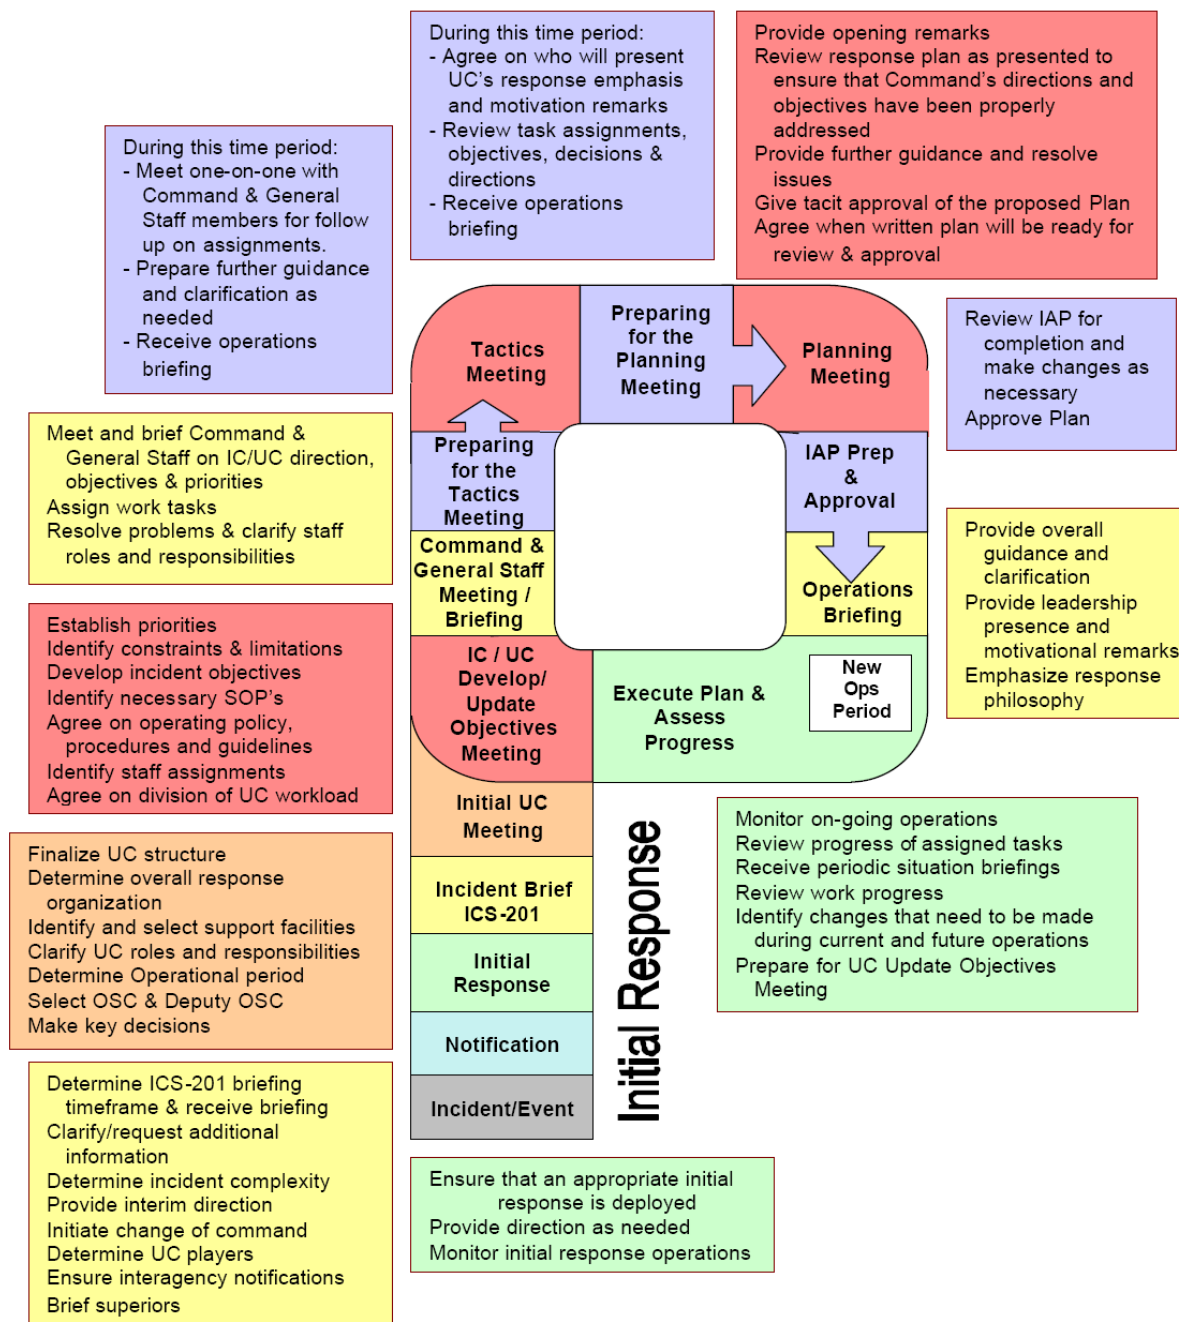 During this time period:
- Agree on who will present
UC's response emphasis
and motivation remarks
- Review task assignments,
objectives, decisions &
directions
- Receive operations
briefing
Provide opening remarks
Review response plan as presented to
ensure that Command's directions and
objectives have been properly
addressed
Provide further guidance and resolve
issues
Give tacit approval of the proposed Plan
Agree when written plan will be ready for
review & approval
During this time period:
- Meet one-on-one with
Command & General
Staff members for follow
up on assignments.
- Prepare further guidance
and clarification as
needed
- Receive operations
briefing
Tactics
Meeting
Preparing
for the
Planning
Meeting
Planning
Meeting
Review IAP for
completion and
make changes as
necessary
Approve Plan
Meet and brief Command &
General Staff on IC/UC direction,
objectives & priorities
Assign work tasks
Resolve problems & clarify staff
roles and responsibilities
Preparing
for the
Tactics
Meeting
IAP Prep
&
Approval
Command &
General Staff
Meeting /
Briefing
Operations
Briefing
Provide overall
guidance and
clarification
Provide leadership
presence and
motivational remarks
Emphasize response
philosophy
Establish priorities
Identify constraints & limitations
Develop incident objectives
Identify necessary SOP's
Agree on operating policy,
procedures and guidelines
Identify staff assignments
Agree on division of UC workload
IC / UC
Develop/
Update
Objectives
Meeting
Execute Plan &
Assess
Progress
New
Ops
Period
Initial UC
Meeting
Finalize UC structure
Determine overall response
organization
Identify and select support facilities
Clarify UC roles and responsibilities
Determine Operational period
Select OSC & Deputy OSC
Make key decisions
Incident Brief
ICS-201
Initial
Response
Notification
Incident/Event
Initial Response
Monitor on-going operations
Review progress of assigned tasks
Receive periodic situation briefings
Review work progress
Identify changes that need to be made
during current and future operations
Prepare for UC Update Objectives
Meeting
Determine ICS-201 briefing
timeframe & receive briefing
Clarify/request additional
information
Determine incident complexity
Provide interim direction
Initiate change of command
Determine UC players
Ensure interagency notifications
Brief superiors
Ensure that an appropriate initial
response is deployed
Provide direction as needed
Monitor initial response operations